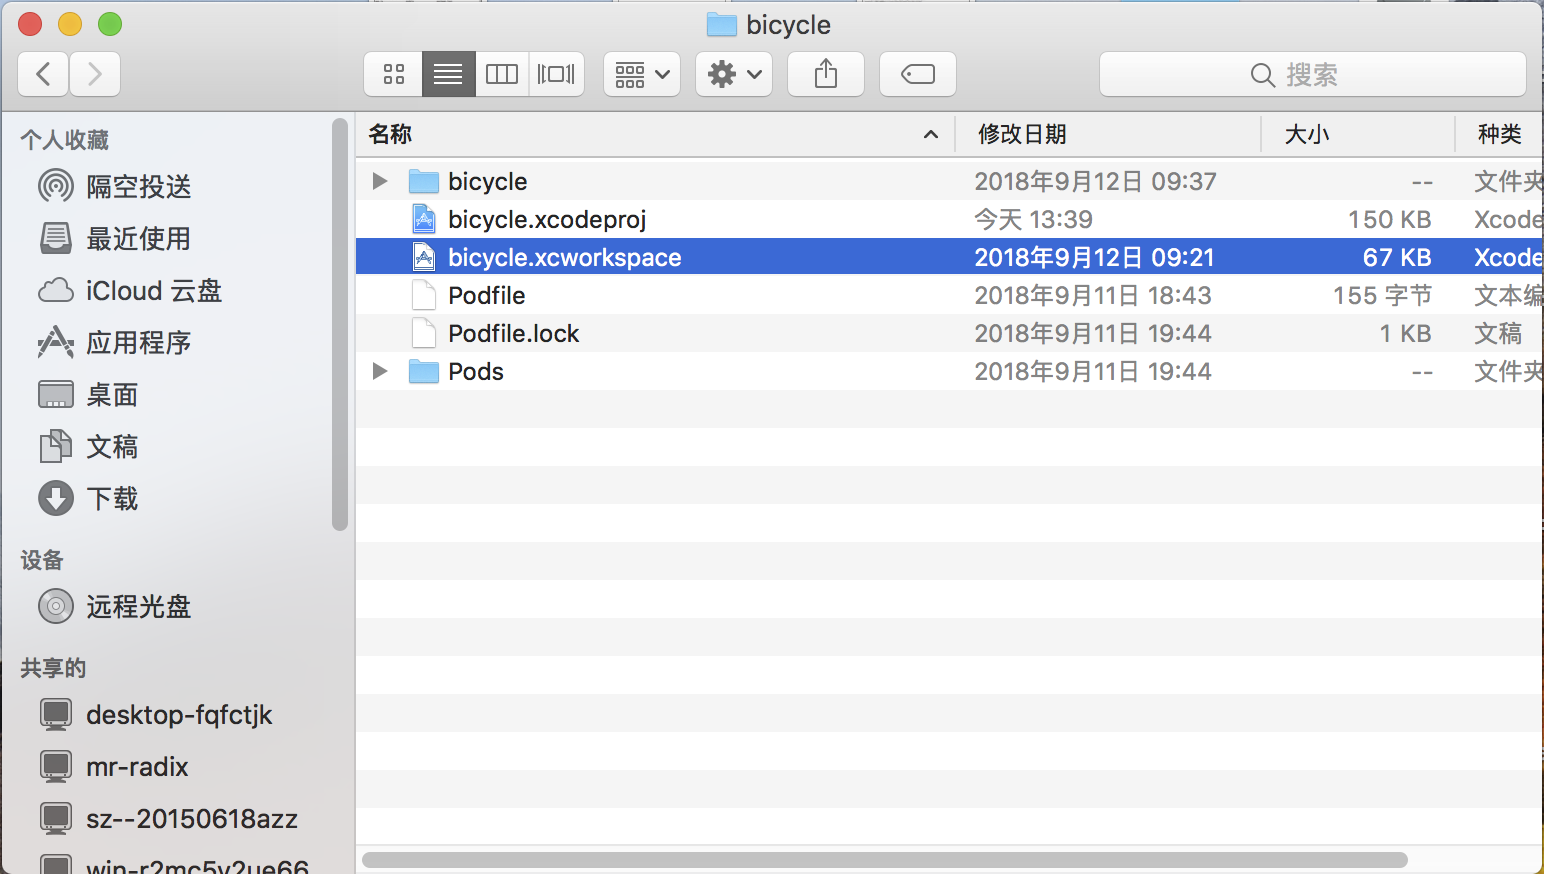 bicycle
搜索
个人收藏
隔空投送
最近使用
iCloud 云盘
应用程序
桌面
文稿
下载
设备
远程光盘
共享的
desktop-fqfctjk
mr-radix
sz--20150618azz
win-r2mc5v2ue66
名称 修改日期 大小 种类
bicycle 2018年9月12日 09:37 -- 文件夹
bicycle.xcodeproj 今天 13:39 150 KB Xcode
bicycle.xcworkspace 2018年9月12日 09:21 67 KB Xcode
Podfile 2018年9月11日 18:43 155 字节 文本编
Podfile.lock 2018年9月11日 19:44 1 KB 文稿
Pods 2018年9月11日 19:44 -- 文件夹